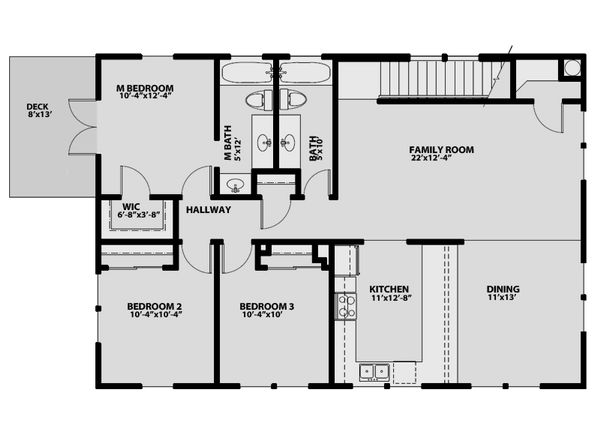 M BEDROOM
10'-4"x12'-4"
DECK
8'x13'
M BATH
5'x12'
BATH
5'x10'
FAMILY ROOM
22'x12'-4"
WIC
6'-8"x3'-8"
HALLWAY
BEDROOM 2
10'-4"x10'-4"
BEDROOM 3
10'-4"x10'
KITCHEN
11'x12'-8"
DINING
11'x13'